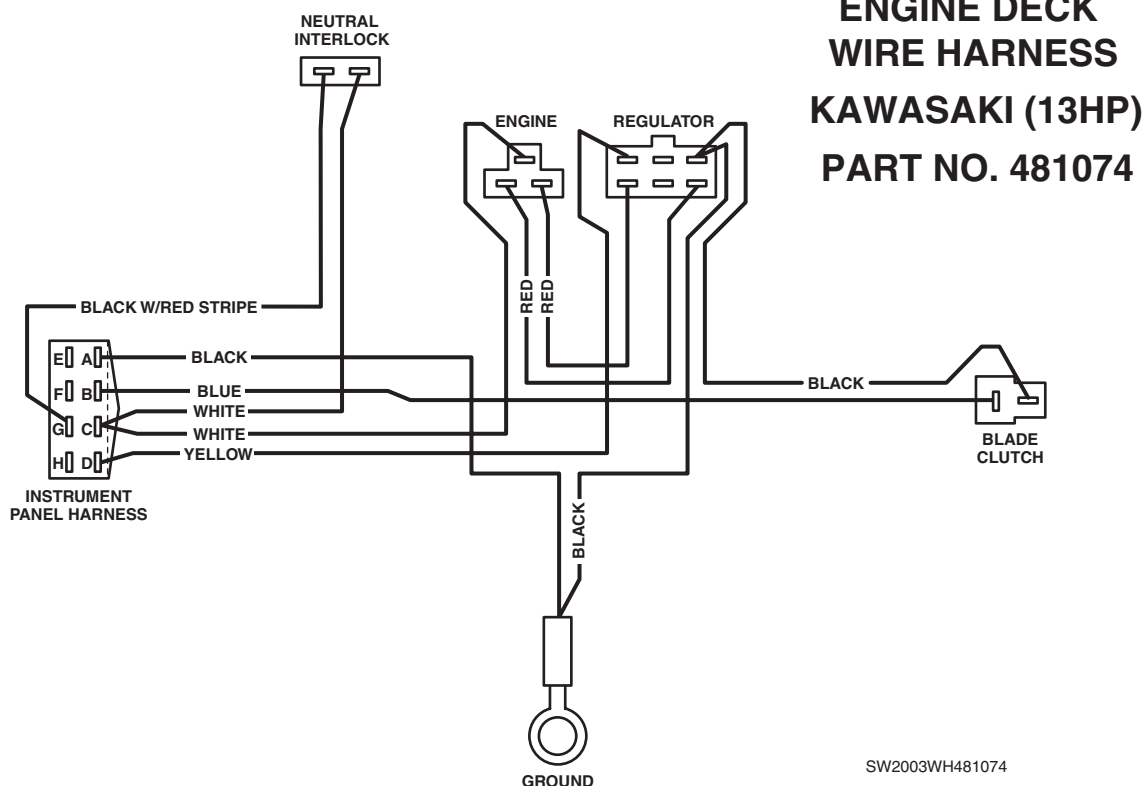 ENGINE DECK
WIRE HARNESS
KAWASAKI (13HP)
PART NO. 481074
NEUTRAL
INTERLOCK
ENGINE
REGULATOR
RED
RED
BLACK W/RED STRIPE
E A
F B
G C
H D
BLACK
BLUE
WHITE
WHITE
YELLOW
INSTRUMENT
PANEL HARNESS
BLACK
BLADE
CLUTCH
BLACK
GROUND
SW2003WH481074